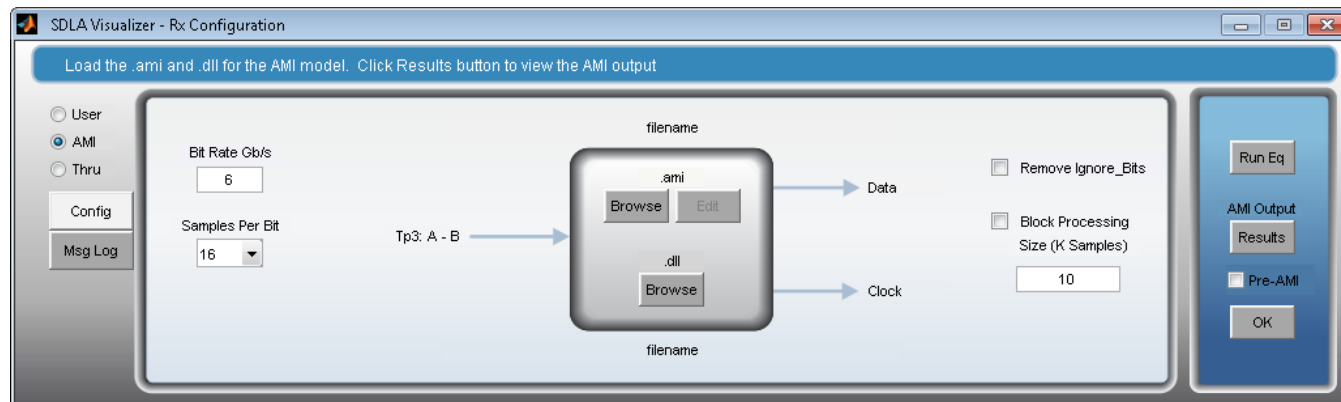 SDLA Visualizer - Rx Configuration
Load the .ami and .dll for the AMI model. Click Results button to view the AMI output
User
AMI
Thru
Config
Msg Log
Bit Rate Gb/s
6
Samples Per Bit
16
Tp3: A - B
filename
.ami
Browse Edit
.dll
Browse
filename
Data
Clock
Remove Ignore_Bits
Block Processing
Size (K Samples)
10
Run Eq
AMI Output
Results
Pre-AMI
OK